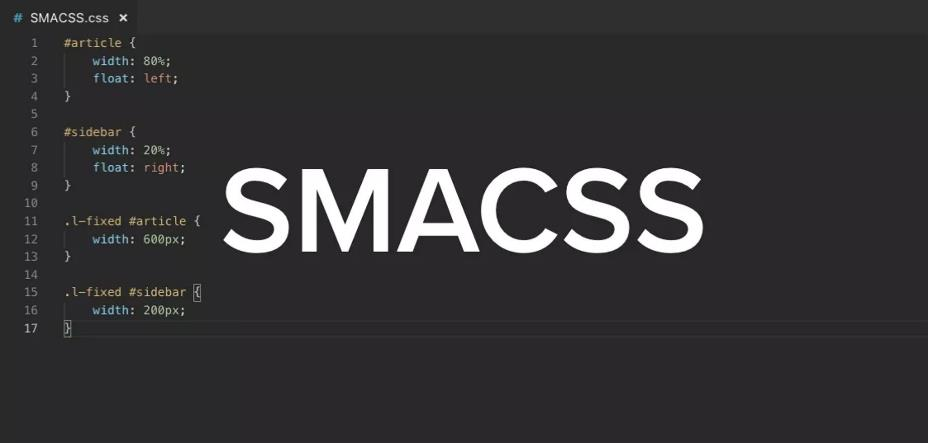 # SMACSS.css ×
1 #article {
2 width: 80%;
3 float: left;
4 }
5
6 #sidebar {
7 width: 20%;
8 float: right;
9 }
10
11 .l-fixed #article {
12 width: 600px;
13 }
14
15 .l-fixed #sidebar {
16 width: 200px;
17 }
SMACSS